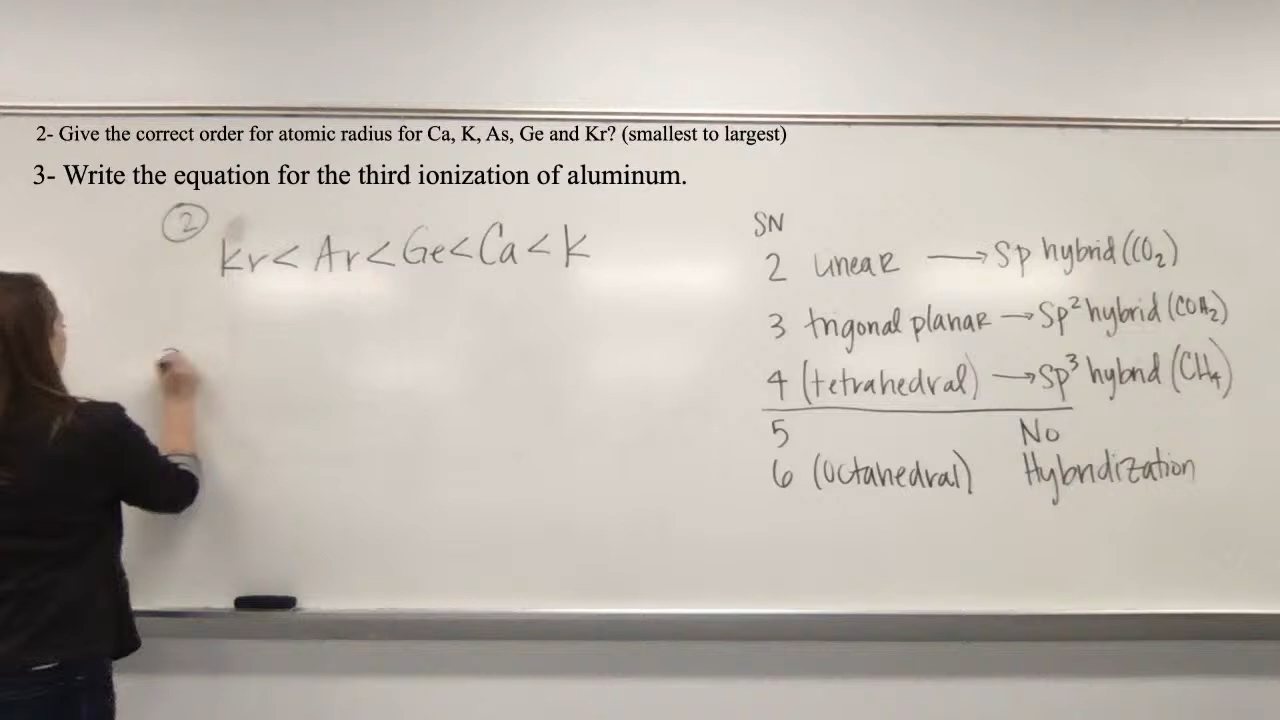 2- Give the correct order for atomic radius for Ca, K, As, Ge and Kr? (smallest to largest)
3- Write the equation for the third ionization of aluminum.
2
Kr < Ar < Ge < Ca < K
SN
2 linear → Sp hybrid (CO₂)
3 trigonal planar → Sp² hybrid (COH₂)
4 (tetrahedral) → Sp³ hybrid (CH₄)
5 No
6 (octahedral) Hybridization